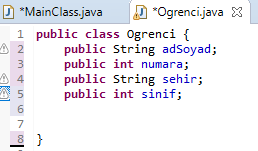 *MainClass.java
*Ogrenci.java
1 public class Ogrenci {
2 public String adSoyad;
3 public int numara;
4 public String sehir;
5 public int sinif;
6
7
8 }